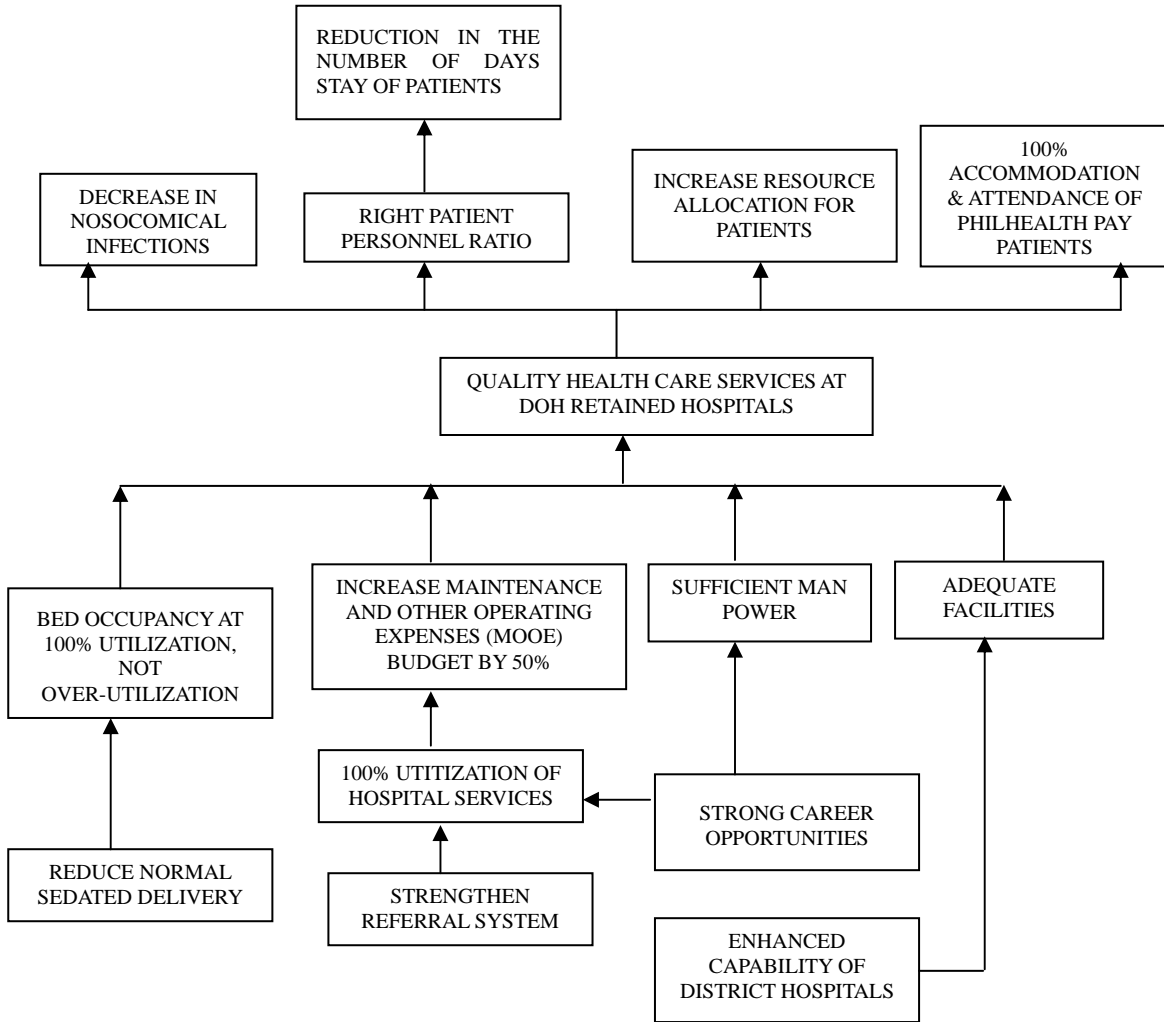 REDUCTION IN THE
NUMBER OF DAYS
STAY OF PATIENTS
DECREASE IN
NOSOCOMICAL
INFECTIONS
RIGHT PATIENT
PERSONNEL RATIO
INCREASE RESOURCE
ALLOCATION FOR
PATIENTS
100%
ACCOMMODATION
& ATTENDANCE OF
PHILHEALTH PAY
PATIENTS
QUALITY HEALTH CARE SERVICES AT
DOH RETAINED HOSPITALS
BED OCCUPANCY AT
100% UTILIZATION,
NOT
OVER-UTILIZATION
INCREASE MAINTENANCE
AND OTHER OPERATING
EXPENSES (MOOE)
BUDGET BY 50%
SUFFICIENT MAN
POWER
ADEQUATE
FACILITIES
100% UTITIZATION OF
HOSPITAL SERVICES
STRONG CAREER
OPPORTUNITIES
REDUCE NORMAL
SEDATED DELIVERY
STRENGTHEN
REFERRAL SYSTEM
ENHANCED
CAPABILITY OF
DISTRICT HOSPITALS